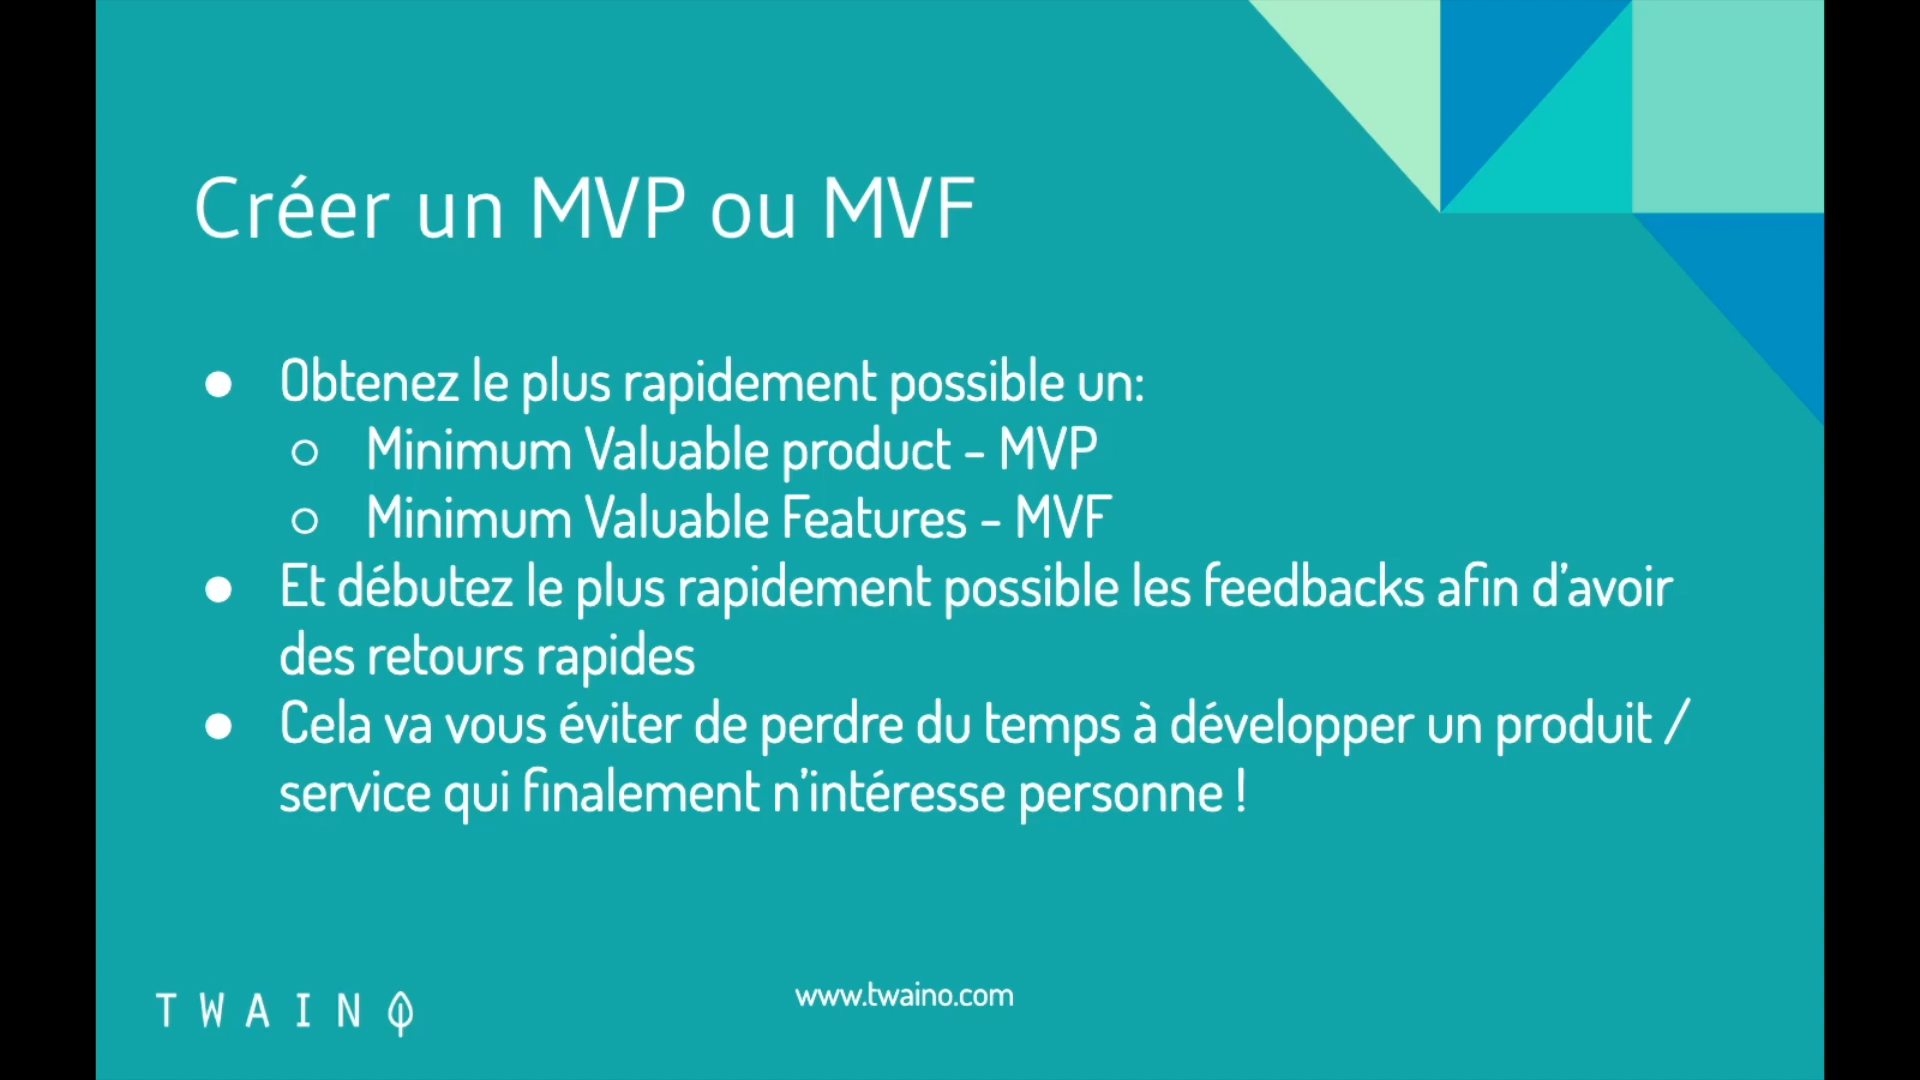 Créer un MVP ou MVF
● Obtenez le plus rapidement possible un:
○ Minimum Valuable product - MVP
○ Minimum Valuable Features - MVF
● Et débutez le plus rapidement possible les feedbacks afin d’avoir
des retours rapides
● Cela va vous éviter de perdre du temps à développer un produit /
service qui finalement n’intéresse personne !
TWAINO
www.twaino.com